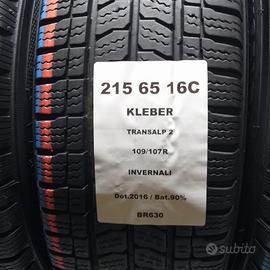 215 65 16C
KLEBER
TRANSALP 2
109/107R
INVERNALI
Dot.2016 / Bat.90%
BR630
subito